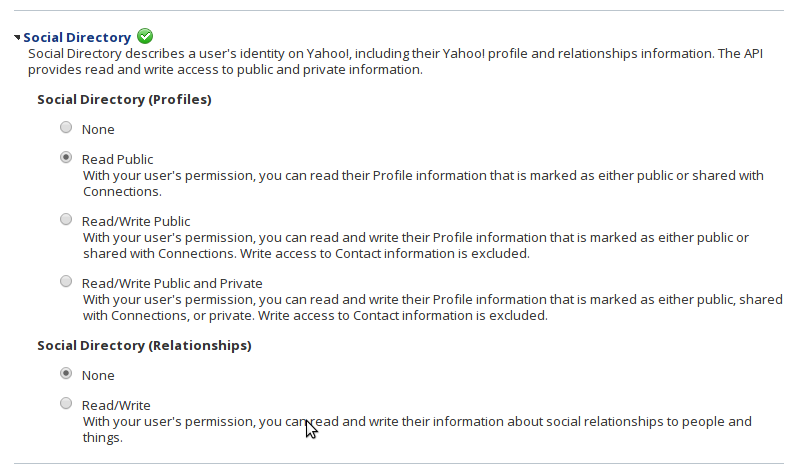 Social Directory
Social Directory describes a user's identity on Yahoo!, including their Yahoo! profile and relationships information. The API
provides read and write access to public and private information.
Social Directory (Profiles)
None
Read Public
With your user's permission, you can read their Profile information that is marked as either public or shared with
Connections.
Read/Write Public
With your user's permission, you can read and write their Profile information that is marked as either public or
shared with Connections. Write access to Contact information is excluded.
Read/Write Public and Private
With your user's permission, you can read and write their Profile information that is marked as either public, shared
with Connections, or private. Write access to Contact information is excluded.
Social Directory (Relationships)
None
Read/Write
With your user's permission, you can read and write their information about social relationships to people and
things.